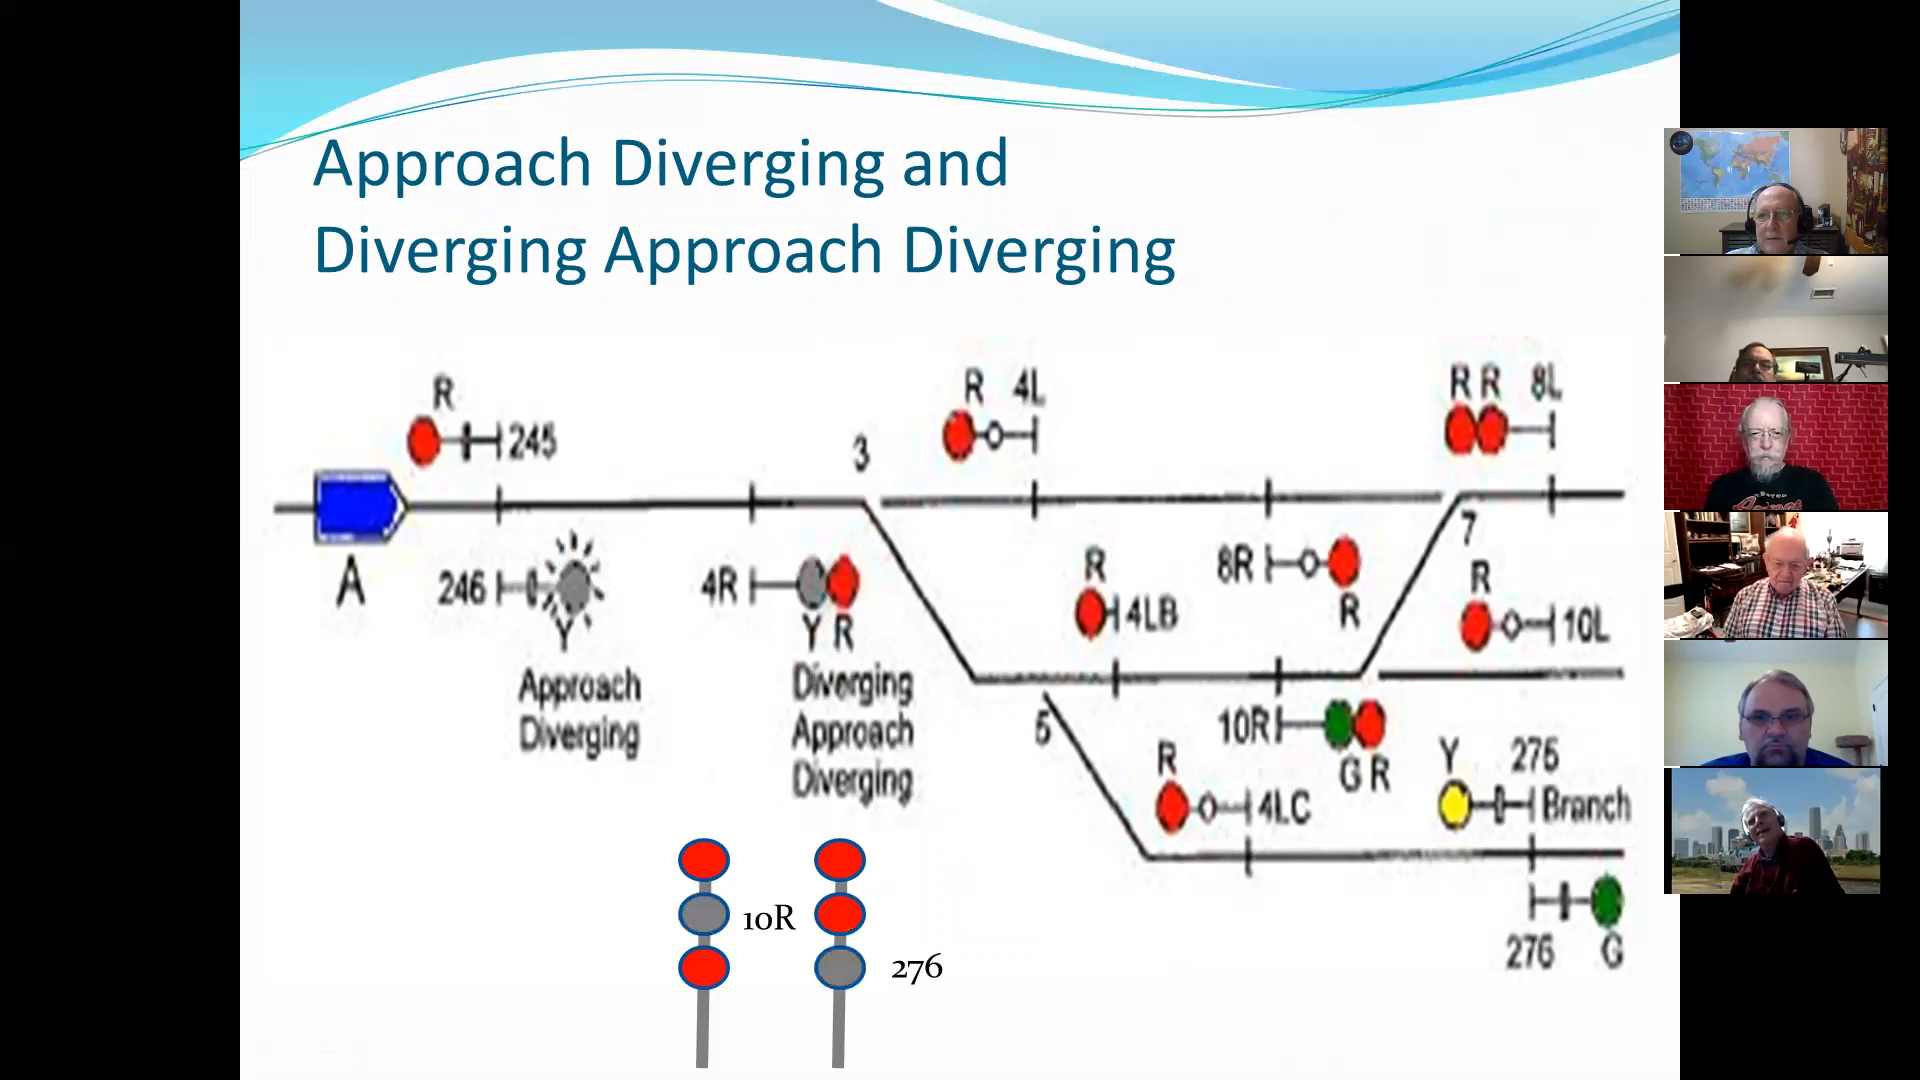 Approach Diverging and
Diverging Approach Diverging
R
245
3
R 4L
R R 8L
A
246
Y
Approach
Diverging
4R
Y R
Diverging
Approach
Diverging
R
4LB
8R
R
7
R
10L
5
10R
G R
R
4LC
Y 275
Branch
276 G
10R
276